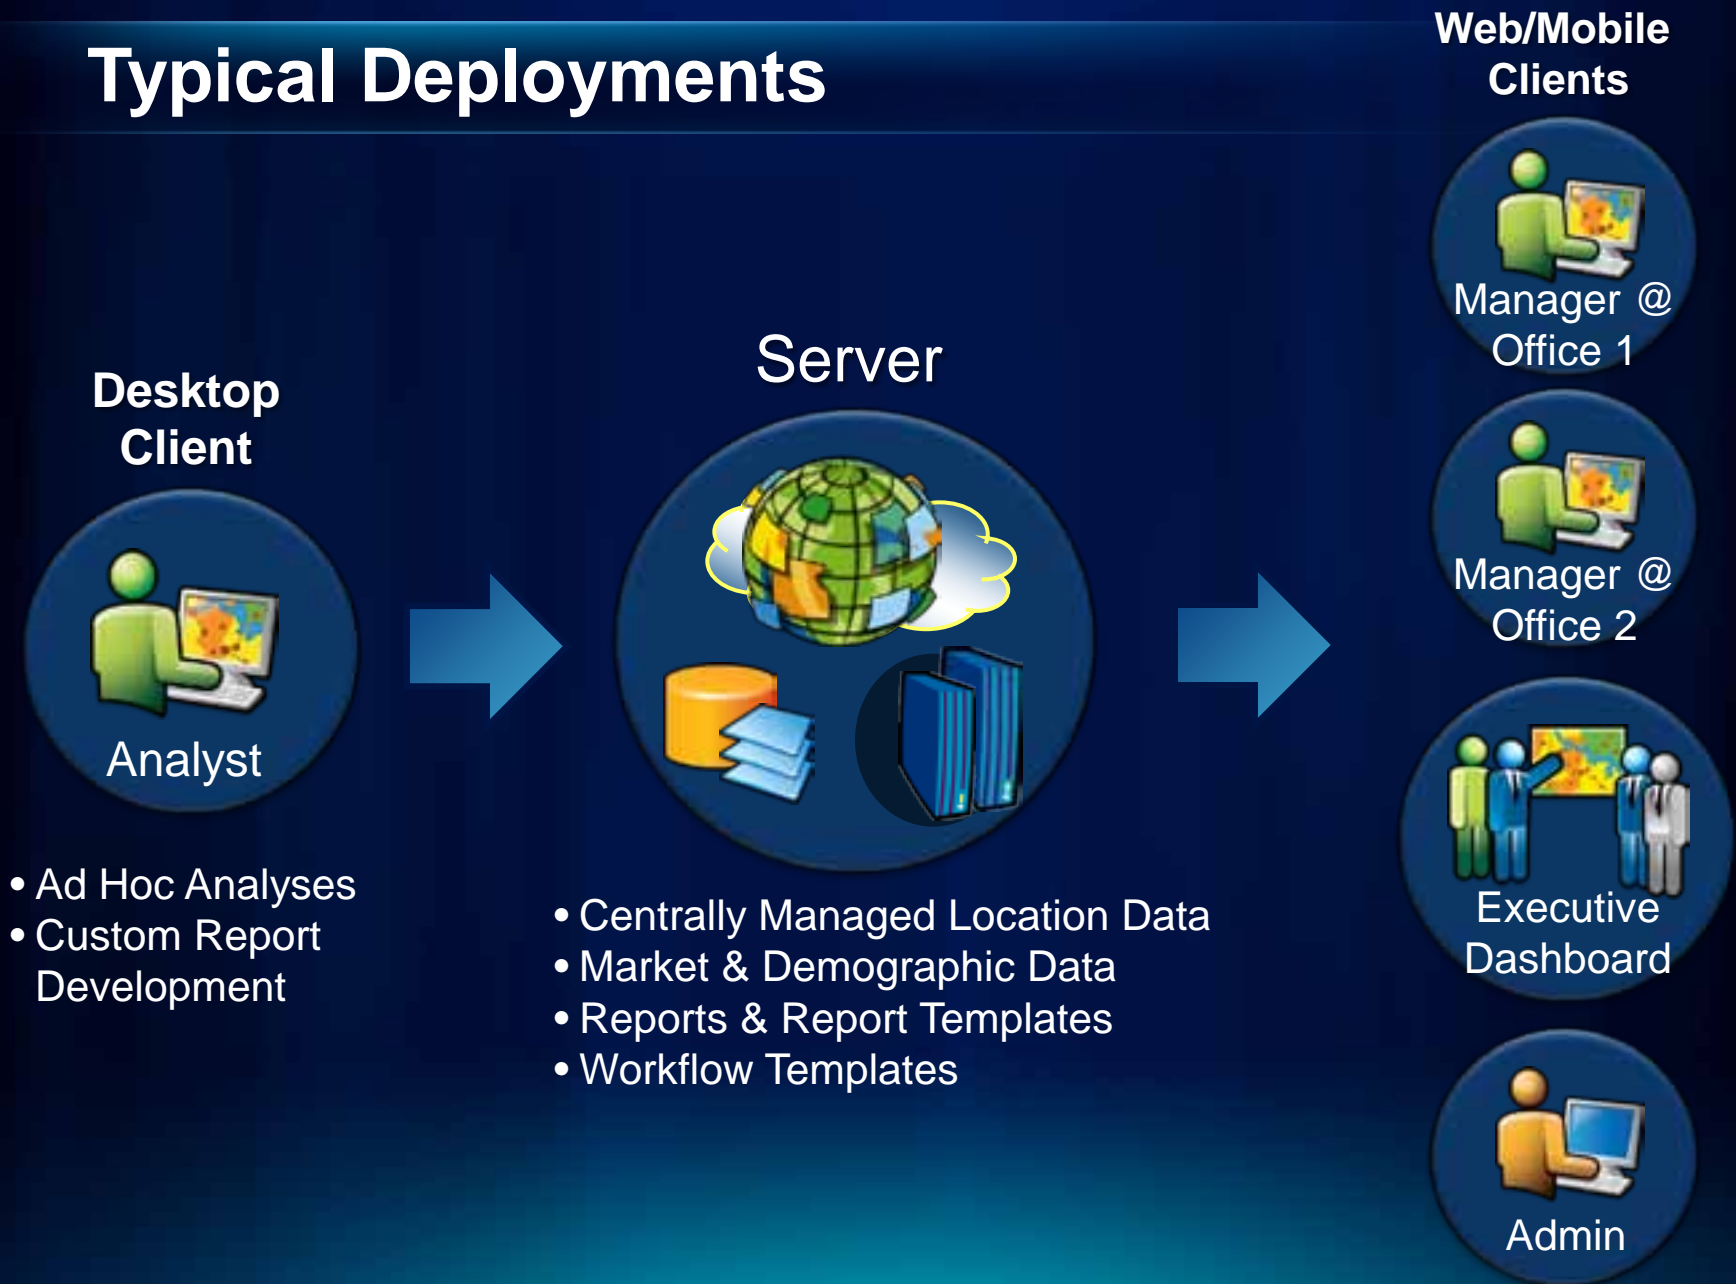 Typical Deployments
Web/Mobile
Clients
Manager @
Office 1
Manager @
Office 2
Executive
Dashboard
Admin
Server
• Centrally Managed Location Data
• Market & Demographic Data
• Reports & Report Templates
• Workflow Templates
Desktop
Client
Analyst
• Ad Hoc Analyses
• Custom Report
Development